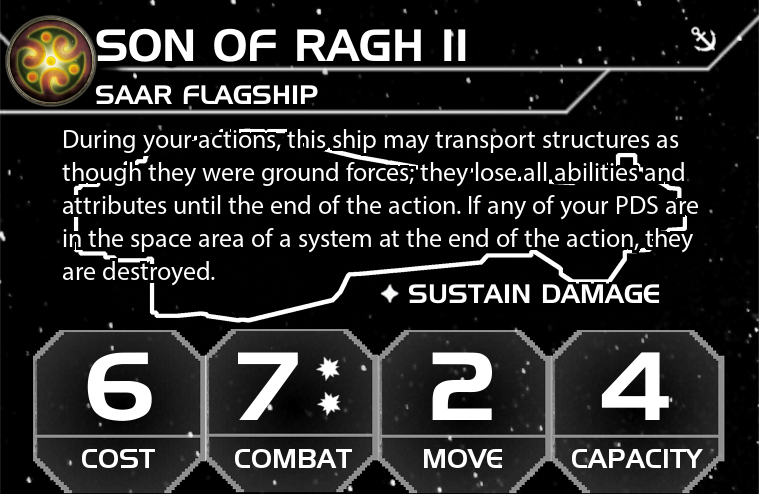 SON OF RAGH II
SAAR FLAGSHIP
During your actions, this ship may transport structures as
though they were ground forces; they lose all abilities and
attributes until the end of the action. If any of your PDS are
in the space area of a system at the end of the action, they
are destroyed.
SUSTAIN DAMAGE
6 7 2 4
COST COMBAT MOVE CAPACITY